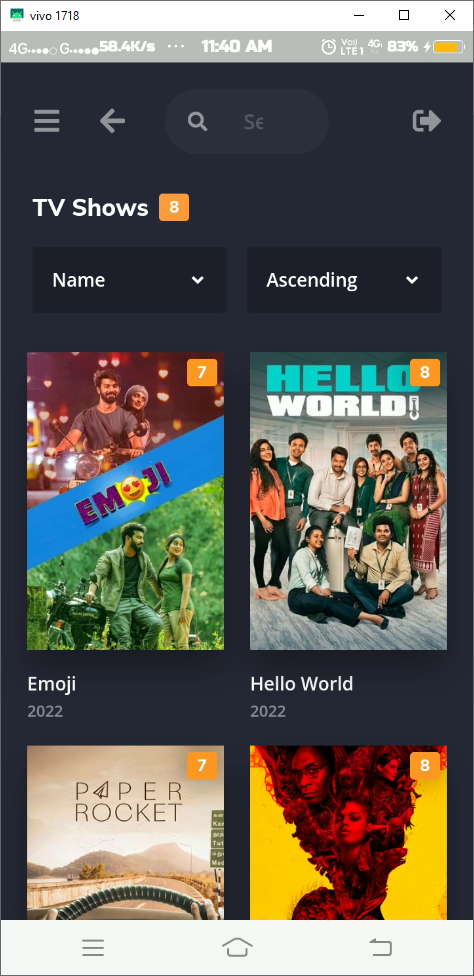 vivo 1718
4G G 58.4K/s ... 11:40 AM Vo)) LTE1 4G 83%
Se
TV Shows 8
Name
Ascending
7
EMOJI
8
HELLO
WORLD!
Emoji
2022
Hello World
2022
7
PAPER
ROCKET
8